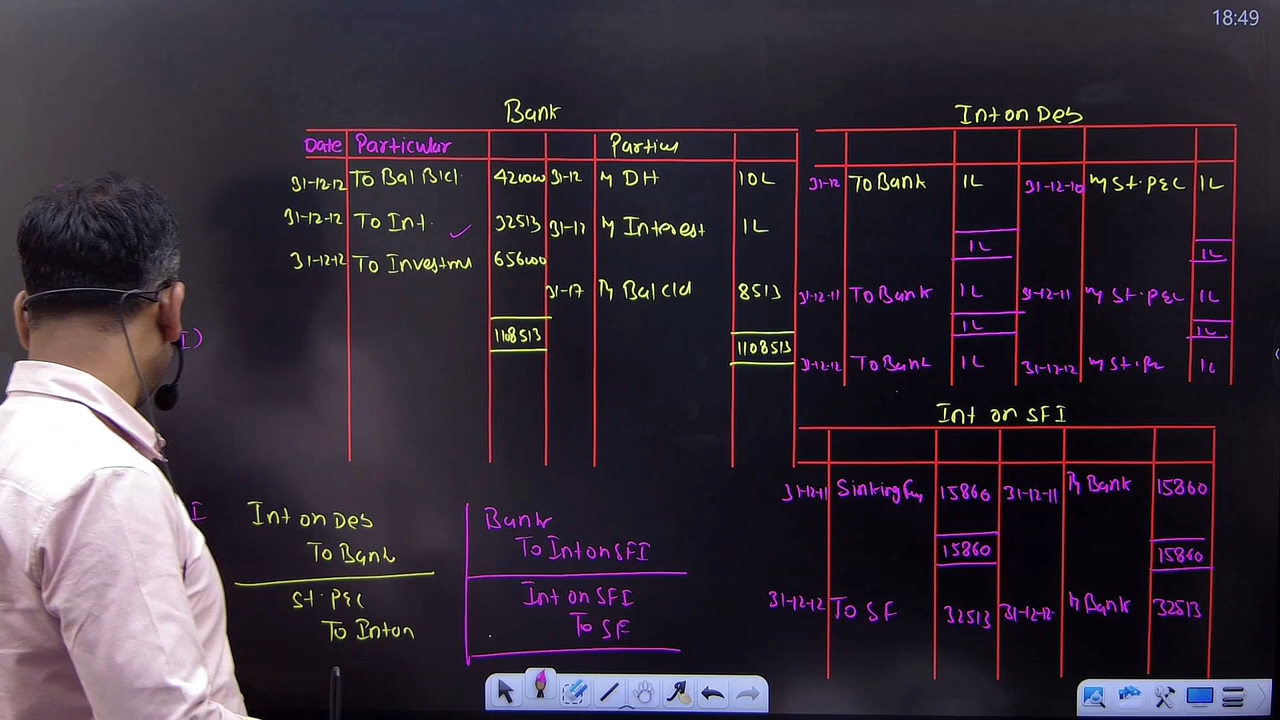 18:49
Bank
Date Particular Parties
31-12-12 To Bal B|d 420000 31-12 By DH 10L
31-12-12 To Int. 32513 31-12 By Interest 1L
31-12-12 To Investms 656000
31-12 By Bal C|d 8513
1108513 1108513
Int on Deb
31-12 To Bank 1L 31-12-10 By St. P&L 1L
1L 1L
31-12-11 To Bank 1L 31-12-11 By St. P&L 1L
1L 1L
31-12-12 To Bank 1L 31-12-12 By St. Pl 1L
Int on SFI
31-12-11 Sinking Fun 15860 31-12-11 By Bank 15860
15860 15860
31-12-12 To SF 32513 31-12-12 By Bank 32513
I)
I
Int on Deb
To Bank
St. P&L
To Int on
Bank
To Int on SFI
Int on SFI
To SF